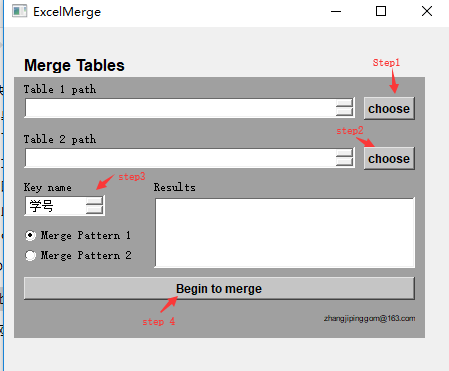 ExcelMerge
Merge Tables
Step1
Table 1 path
choose
step2
Table 2 path
choose
step3
Key name
Results
学号
Merge Pattern 1
Merge Pattern 2
Begin to merge
step 4
zhangjipinggom@163.com